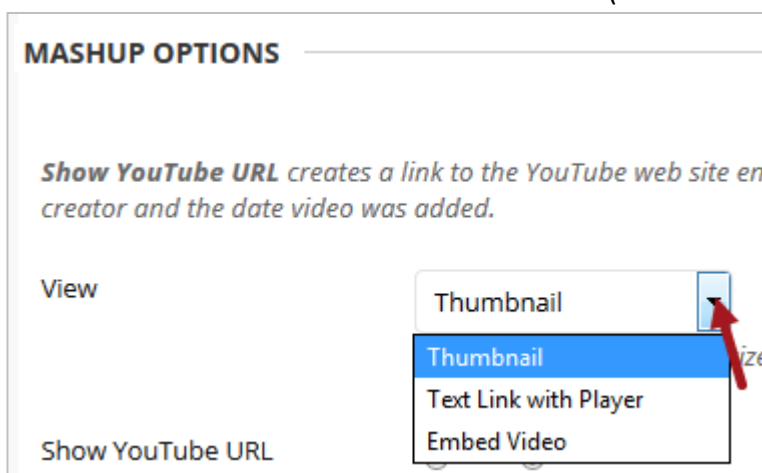 MASHUP OPTIONS
Show YouTube URL creates a link to the YouTube web site
creator and the date video was added.
View
Thumbnail
Thumbnail
Text Link with Player
Embed Video
Show YouTube URL